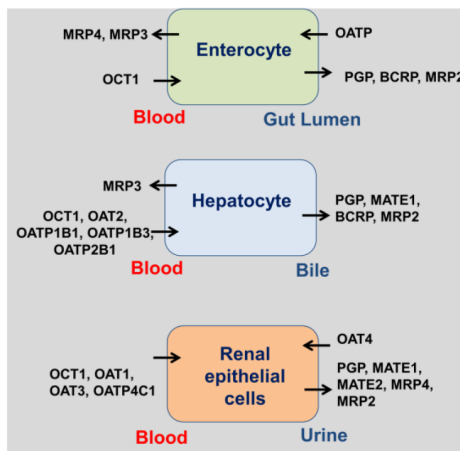 MRP4, MRP3
OATP
Enterocyte
OCT1
PGP, BCRP, MRP2
Blood
Gut Lumen
MRP3
Hepatocyte
PGP, MATE1,
BCRP, MRP2
OCT1, OAT2,
OATP1B1, OATP1B3,
OATP2B1
Blood
Bile
OAT4
Renal
epithelial
cells
OCT1, OAT1,
OAT3, OATP4C1
PGP, MATE1,
MATE2, MRP4,
MRP2
Blood
Urine